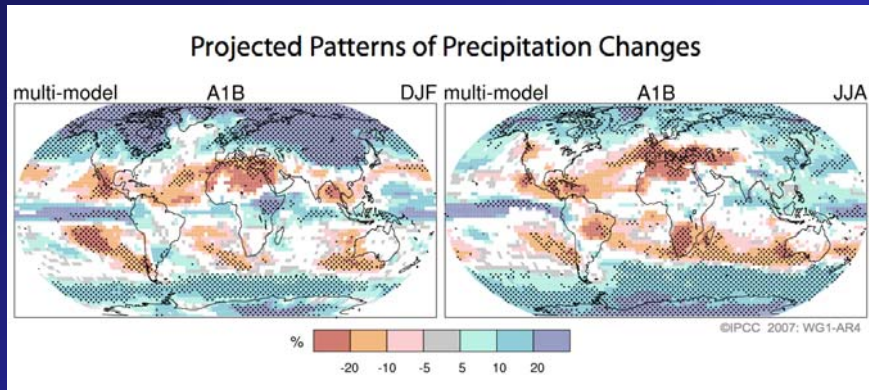 Projected Patterns of Precipitation Changes
multi-model A1B DJF
multi-model A1B JJA
©IPCC 2007: WG1-AR4
%
-20 -10 -5 5 10 20